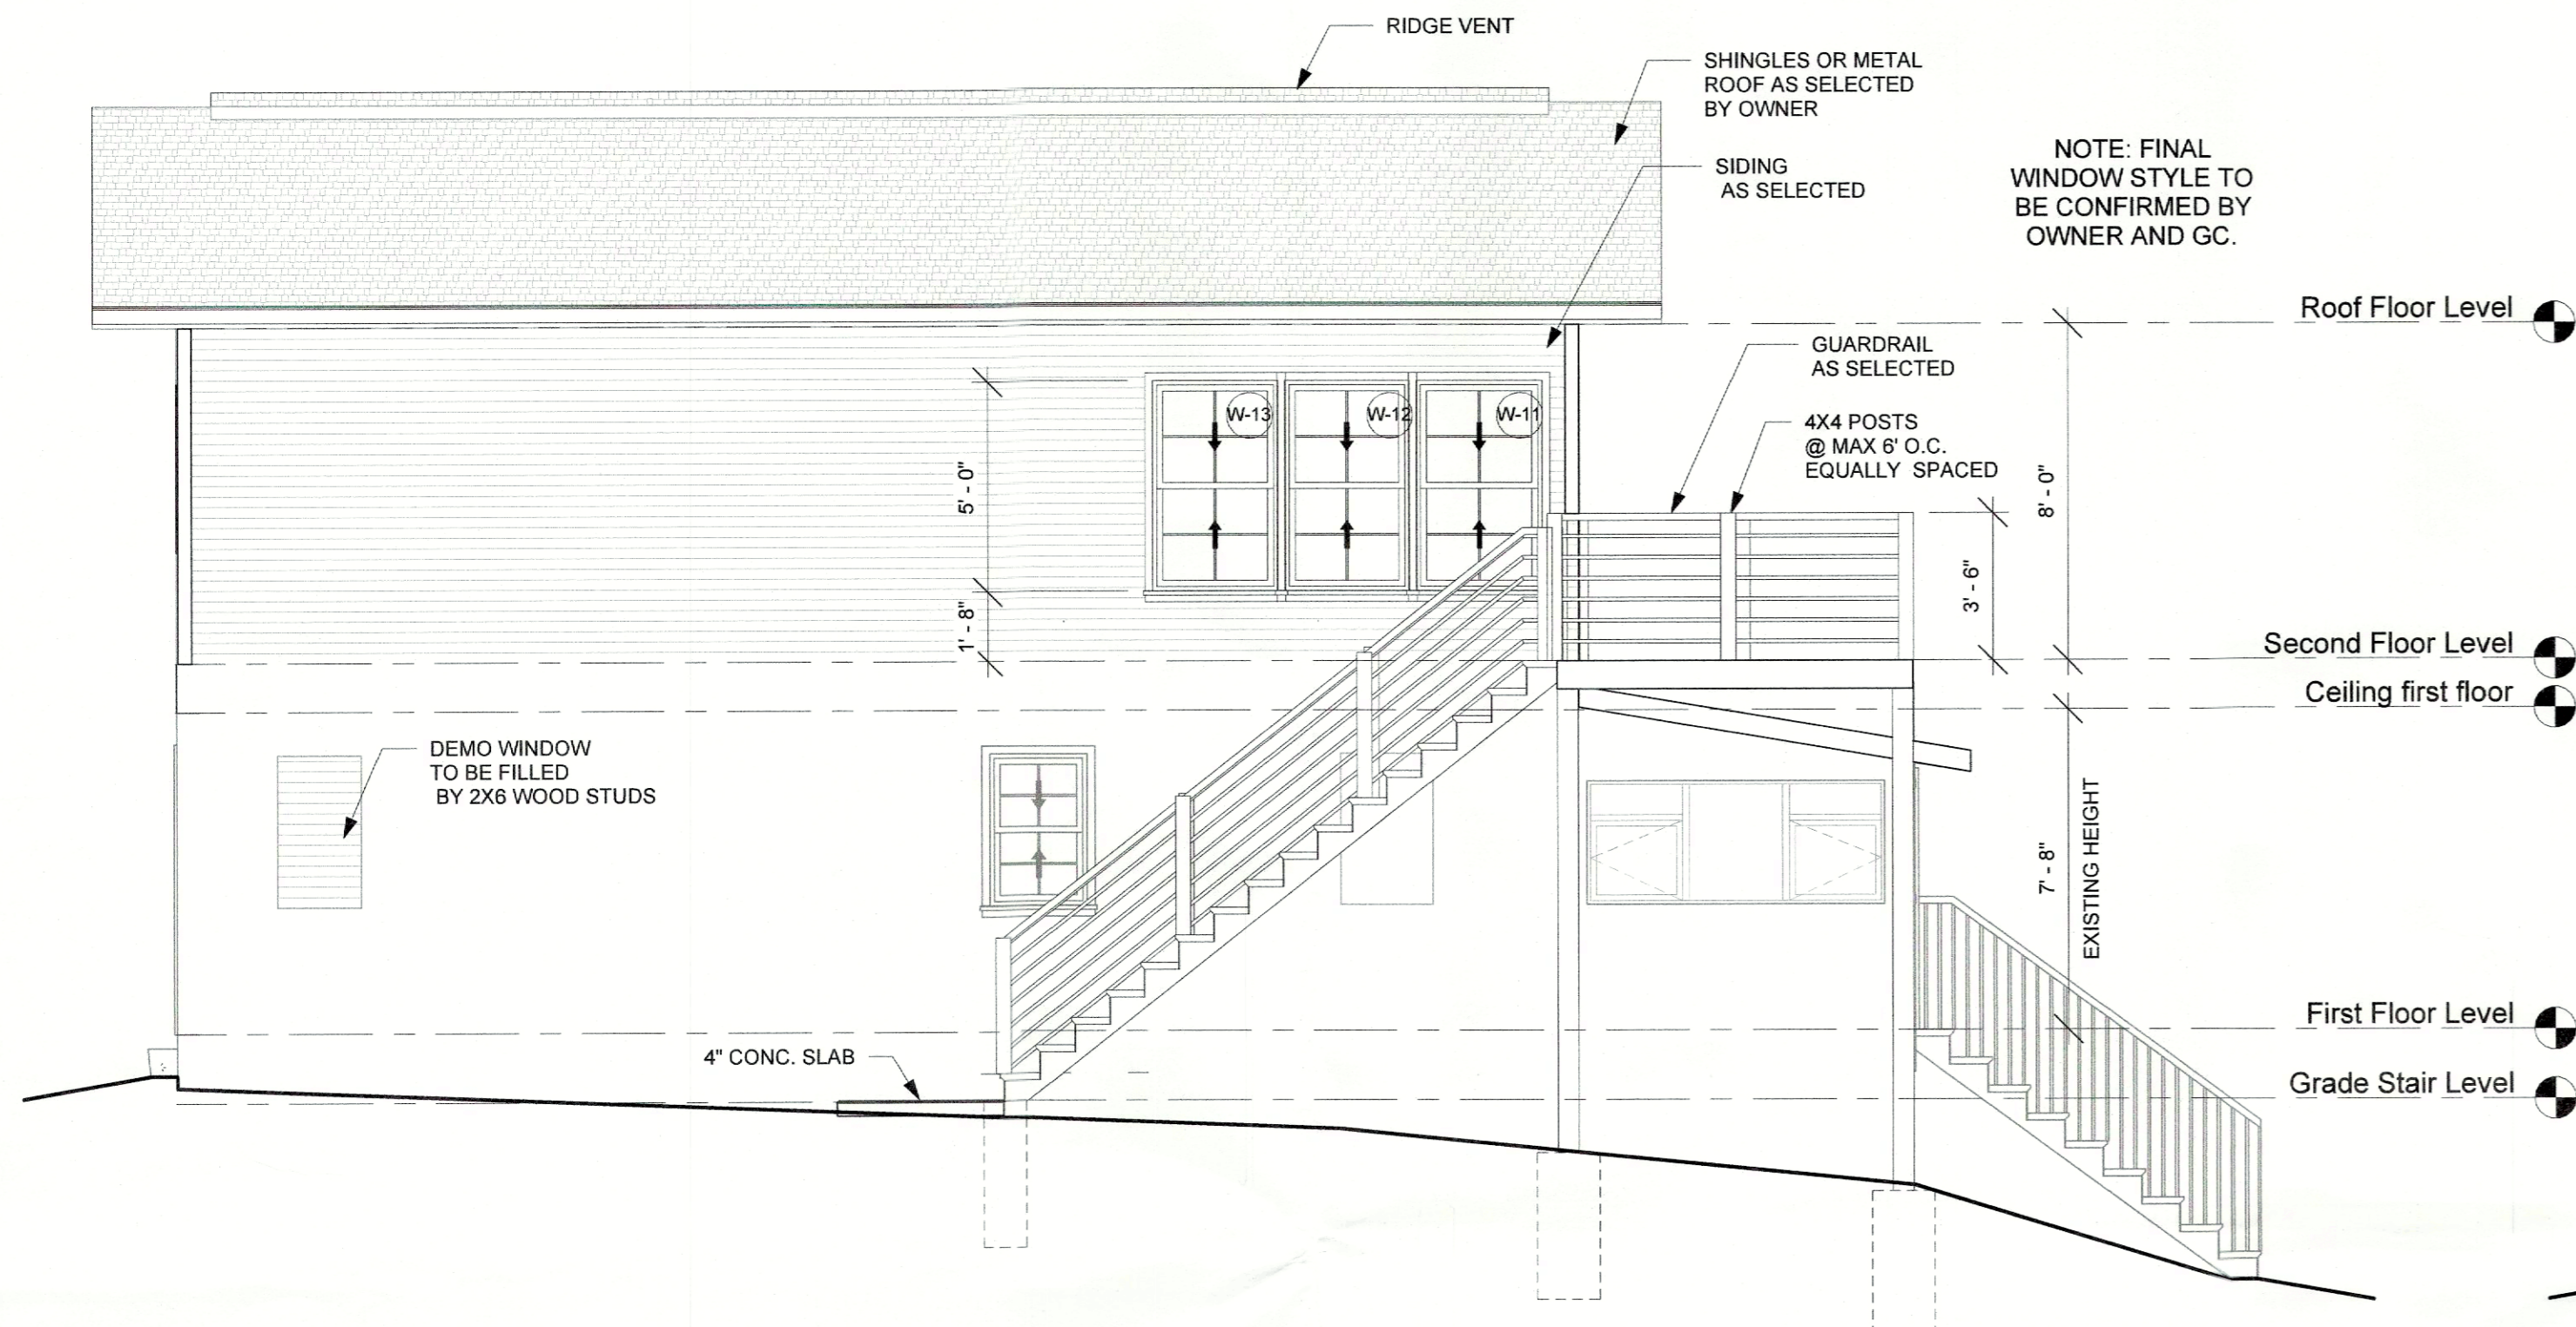 RIDGE VENT
SHINGLES OR METAL
ROOF AS SELECTED
BY OWNER
SIDING
AS SELECTED
NOTE: FINAL
WINDOW STYLE TO
BE CONFIRMED BY
OWNER AND GC.
Roof Floor Level
GUARDRAIL
AS SELECTED
4X4 POSTS
@ MAX 6' O.C.
EQUALLY SPACED
W-13
W-12
W-11
5' - 0"
1' - 8"
8' - 0"
3' - 6"
Second Floor Level
Ceiling first floor
DEMO WINDOW
TO BE FILLED
BY 2X6 WOOD STUDS
7' - 8"
EXISTING HEIGHT
First Floor Level
4" CONC. SLAB
Grade Stair Level